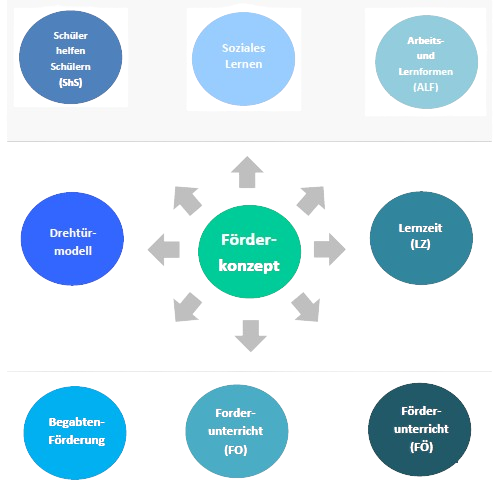 Schüler
helfen
Schülern
(ShS)
Soziales
Lernen
Arbeits-
und
Lernformen
(ALF)
Drehtür-
modell
Förder-
konzept
Lernzeit
(LZ)
Begabten-
Förderung
Forder-
unterricht
(FO)
Förder-
unterricht
(FÖ)